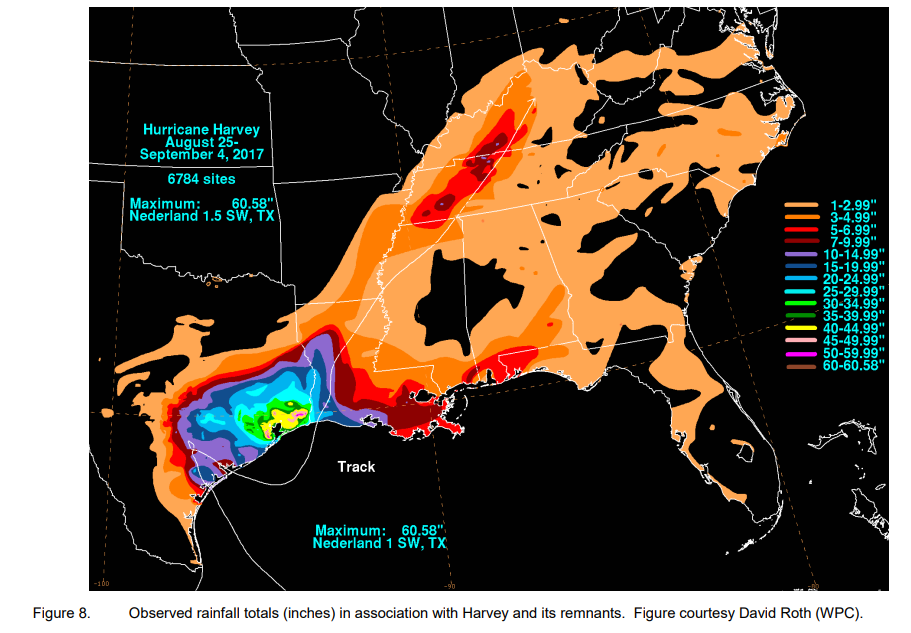 Hurricane Harvey
August 25-
September 4, 2017
6784 sites
Maximum: 60.58"
Nederland 1.5 SW, TX
1-2.99"
3-4.99"
5-6.99"
7-9.99"
10-14.99"
15-19.99"
20-24.99"
25-29.99"
30-34.99"
35-39.99"
40-44.99"
45-49.99"
50-59.99"
60-60.58"
Track
Maximum: 60.58"
Nederland 1 SW, TX
-100
-90
-80
Figure 8. Observed rainfall totals (inches) in association with Harvey and its remnants. Figure courtesy David Roth (WPC).